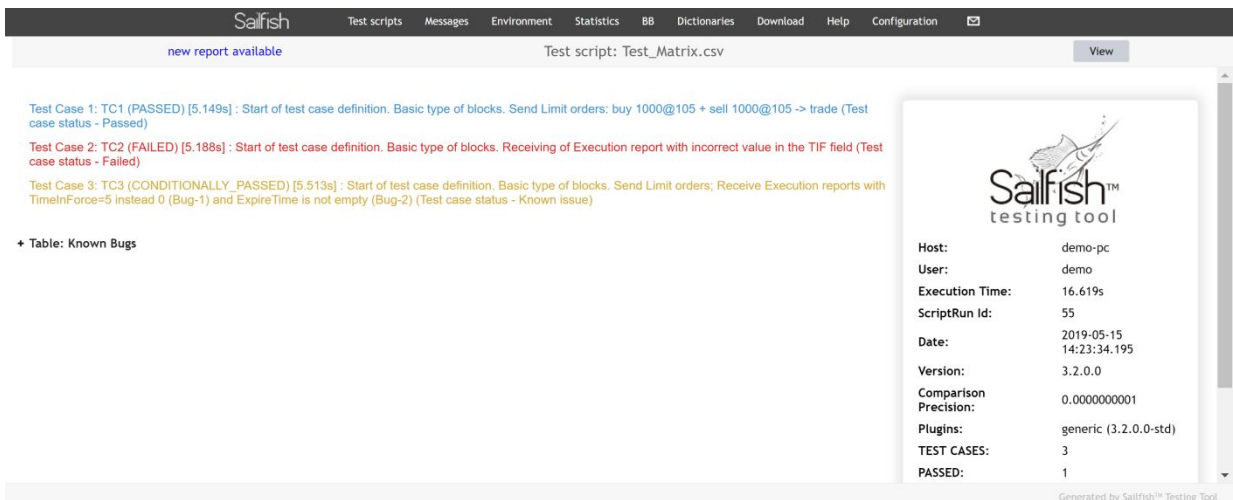 Sailfish Test scripts Messages Environment Statistics BB Dictionaries Download Help Configuration
new report available Test script: Test_Matrix.csv View
Test Case 1: TC1 (PASSED) [5.149s] : Start of test case definition. Basic type of blocks. Send Limit orders: buy 1000@105 + sell 1000@105 -> trade (Test
case status - Passed)
Test Case 2: TC2 (FAILED) [5.188s] : Start of test case definition. Basic type of blocks. Receiving of Execution report with incorrect value in the TIF field (Test
case status - Failed)
Test Case 3: TC3 (CONDITIONALLY_PASSED) [5.513s] : Start of test case definition. Basic type of blocks. Send Limit orders; Receive Execution reports with
TimeInForce=5 instead 0 (Bug-1) and ExpireTime is not empty (Bug-2) (Test case status - Known issue)
+ Table: Known Bugs
Sailfish™
testing tool
Host: demo-pc
User: demo
Execution Time: 16.619s
ScriptRun Id: 55
Date: 2019-05-15
14:23:34.195
Version: 3.2.0.0
Comparison
Precision: 0.0000000001
Plugins: generic (3.2.0.0-std)
TEST CASES: 3
PASSED: 1
Generated by Sailfish™ Testing Tool